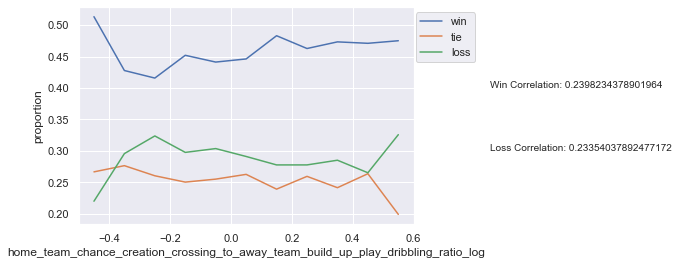 0.50
0.45
0.40
0.35
0.30
0.25
0.20
proportion
−0.4 −0.2 0.0 0.2 0.4 0.6
home_team_chance_creation_crossing_to_away_team_build_up_play_dribbling_ratio_log
win
tie
loss
Win Correlation: 0.2398234378901964
Loss Correlation: 0.23354037892477172